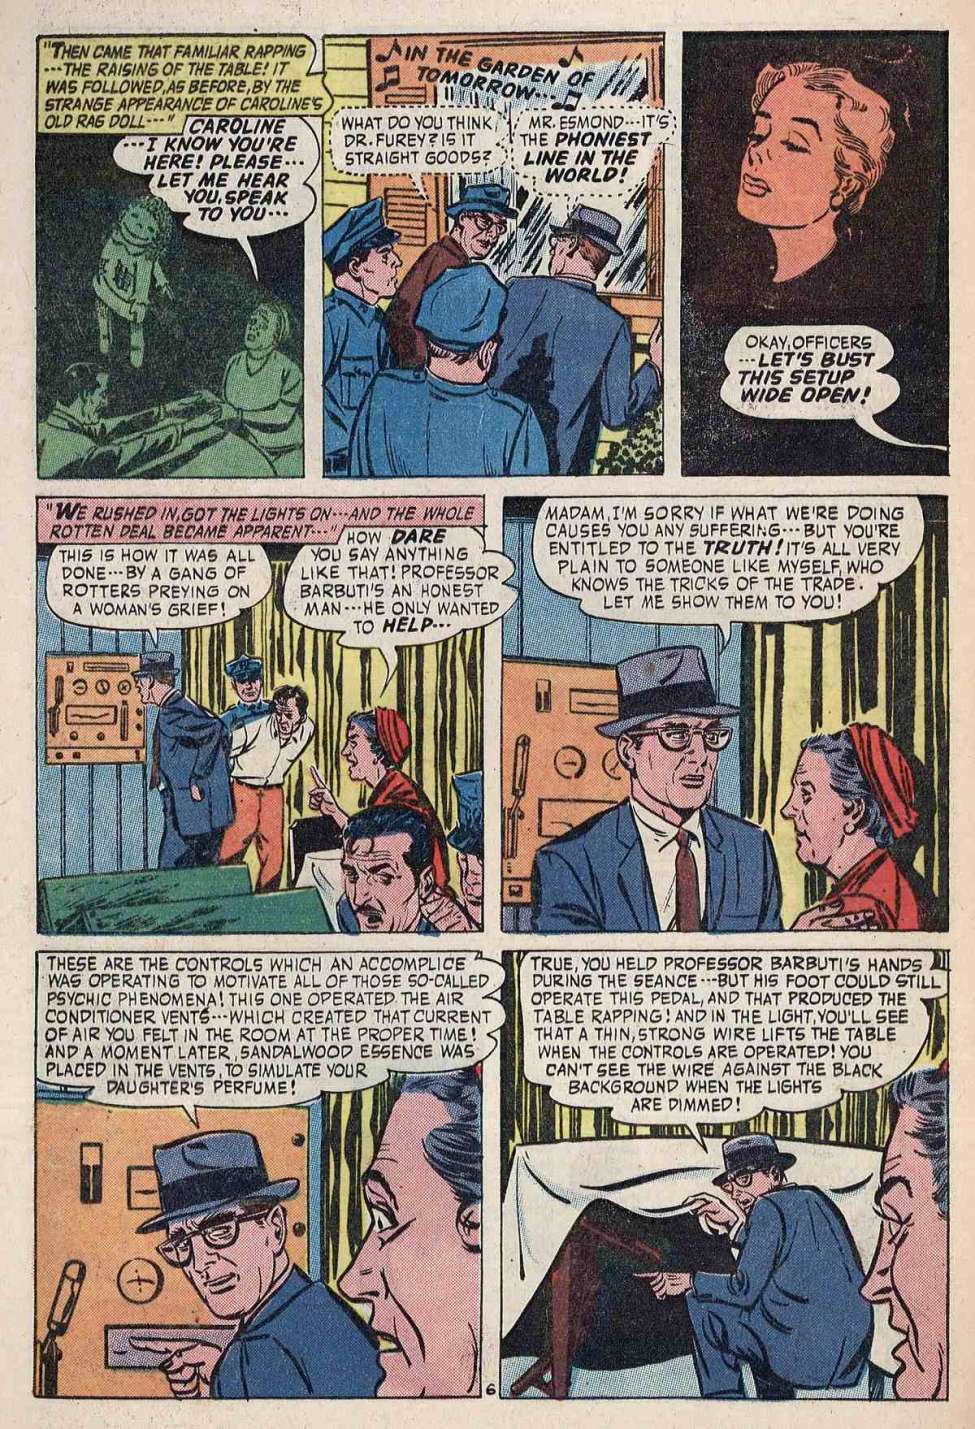 "THEN CAME THAT FAMILIAR RAPPING
---THE RAISING OF THE TABLE! IT
WAS FOLLOWED, AS BEFORE, BY THE
STRANGE APPEARANCE OF CAROLINE'S
OLD RAG DOLL---"
CAROLINE
---I KNOW YOU'RE
HERE! PLEASE---
LET ME HEAR
YOU, SPEAK
TO YOU---
IN THE GARDEN OF
TOMORROW---
WHAT DO YOU THINK,
DR. FUREY? IS IT
STRAIGHT GOODS?
MR. ESMOND---IT'S
THE PHONIEST
LINE IN THE
WORLD!
OKAY, OFFICERS
---LET'S BUST
THIS SETUP
WIDE OPEN!
"WE RUSHED IN, GOT THE LIGHTS ON---AND THE WHOLE
ROTTEN DEAL BECAME APPARENT---"
THIS IS HOW IT WAS ALL
DONE---BY A GANG OF
ROTTERS PREYING ON
A WOMAN'S GRIEF!
HOW DARE
YOU SAY ANYTHING
LIKE THAT! PROFESSOR
BARBUTI'S AN HONEST
MAN---HE ONLY WANTED
TO HELP---
MADAM, I'M SORRY IF WHAT WE'RE DOING
CAUSES YOU ANY SUFFERING---BUT YOU'RE
ENTITLED TO THE TRUTH! IT'S ALL VERY
PLAIN TO SOMEONE LIKE MYSELF, WHO
KNOWS THE TRICKS OF THE TRADE.
LET ME SHOW THEM TO YOU!
THESE ARE THE CONTROLS WHICH AN ACCOMPLICE
WAS OPERATING TO MOTIVATE ALL OF THOSE SO-CALLED
PSYCHIC PHENOMENA! THIS ONE OPERATED THE AIR
CONDITIONER VENTS---WHICH CREATED THAT CURRENT
OF AIR YOU FELT IN THE ROOM AT THE PROPER TIME!
AND A MOMENT LATER, SANDALWOOD ESSENCE WAS
PLACED IN THE VENTS, TO SIMULATE YOUR
DAUGHTER'S PERFUME!
TRUE, YOU HELD PROFESSOR BARBUTI'S HANDS
DURING THE SEANCE---BUT HIS FOOT COULD STILL
OPERATE THIS PEDAL, AND THAT PRODUCED THE
TABLE RAPPING! AND IN THE LIGHT, YOU'LL SEE
THAT A THIN, STRONG WIRE LIFTS THE TABLE
WHEN THE CONTROLS ARE OPERATED! YOU
CAN'T SEE THE WIRE AGAINST THE BLACK
BACKGROUND WHEN THE LIGHTS
ARE DIMMED!
6